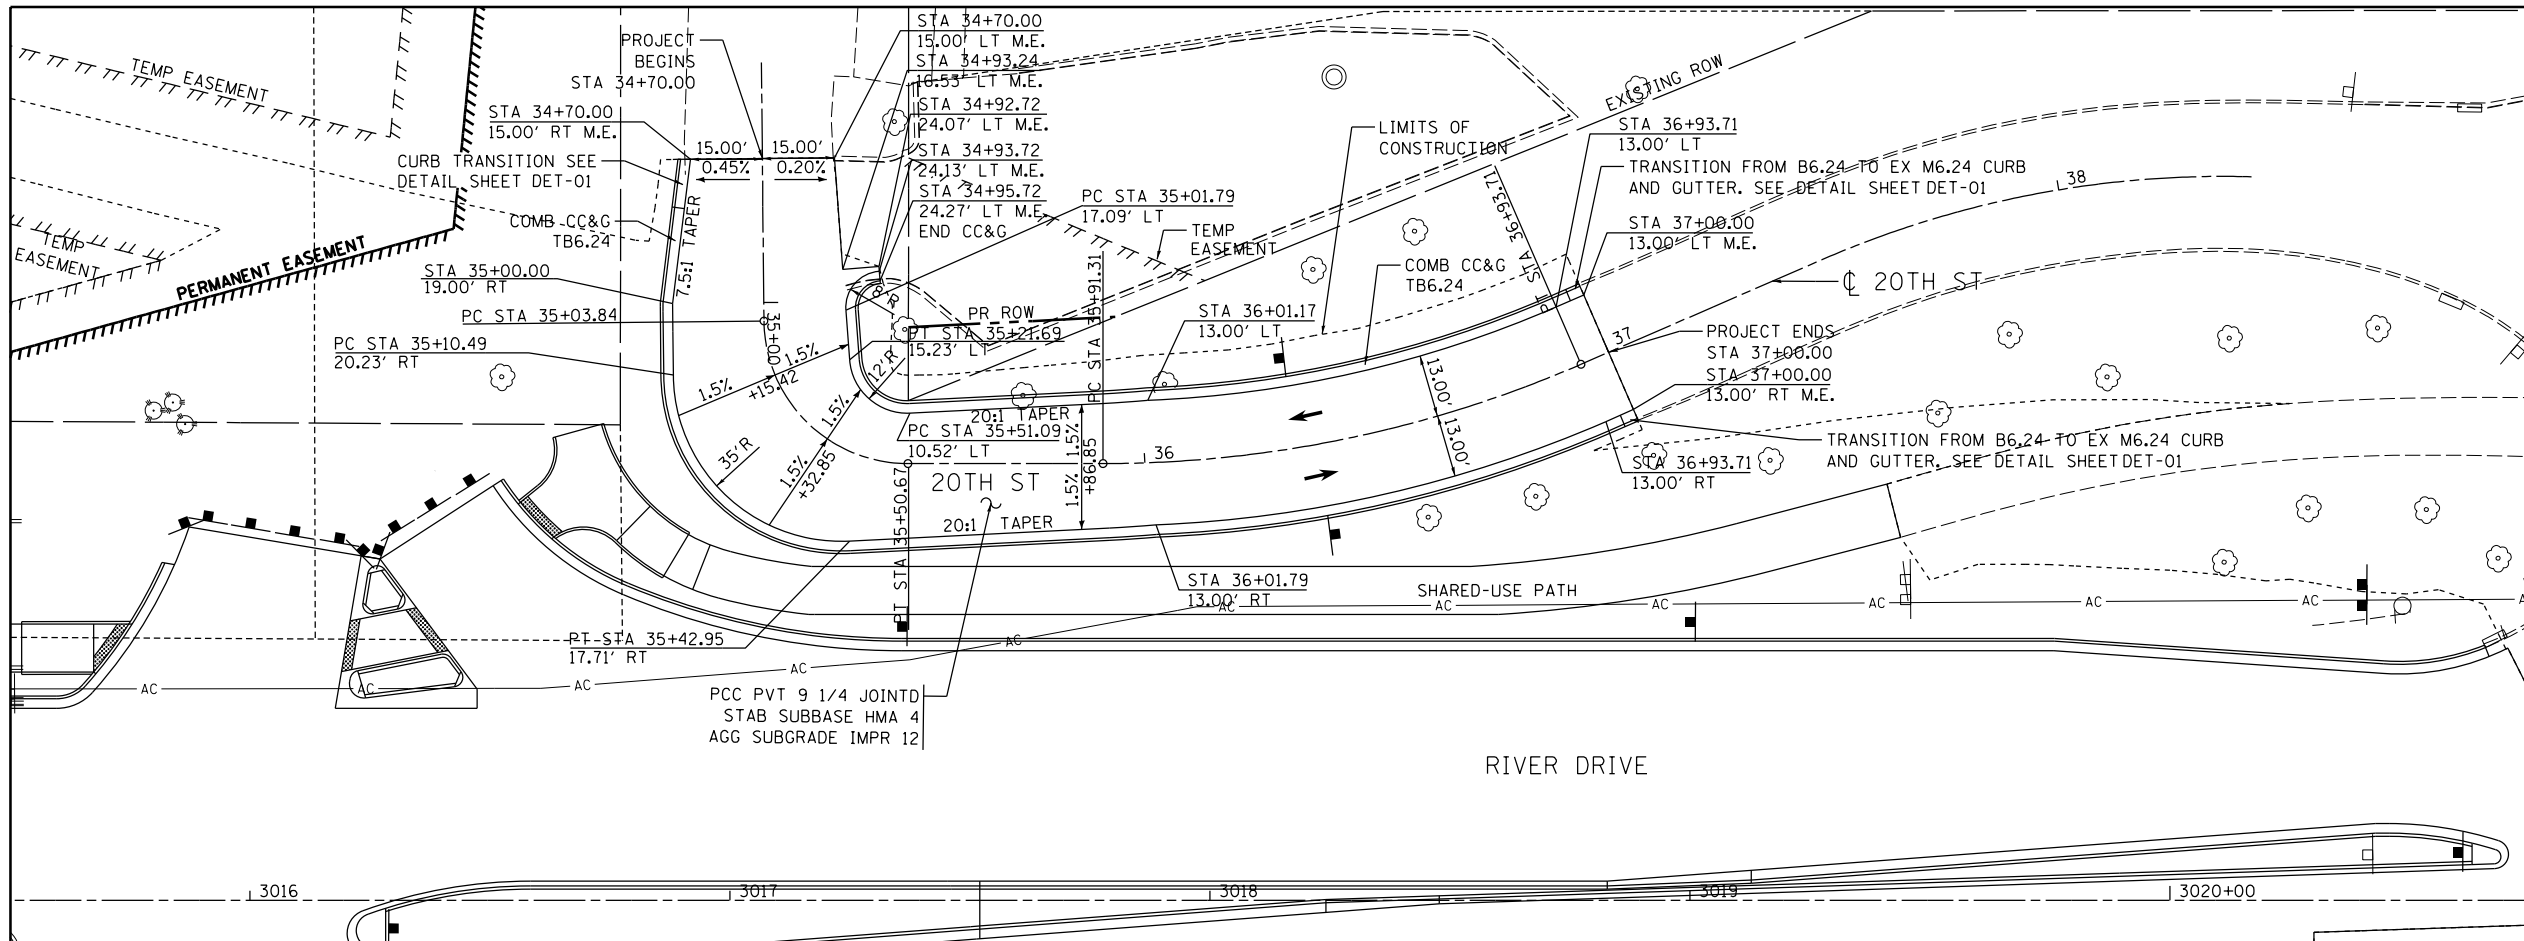 STA 34+70.00
15.00' LT M.E.
STA 34+93.24
16.53' LT M.E.
STA 34+92.72
24.07' LT M.E.
STA 34+93.72
24.13' LT M.E.
STA 34+95.72
24.27' LT M.E.
END CC&G
PROJECT
BEGINS
STA 34+70.00
TEMP EASEMENT
STA 34+70.00
15.00' RT M.E.
15.00'
15.00'
0.45%
0.20%
CURB TRANSITION SEE
DETAIL SHEET DET-01
COMB CC&G
TB6.24
7.5:1 TAPER
TEMP
EASEMENT
PERMANENT EASEMENT
STA 35+00.00
19.00' RT
PC STA 35+03.84
PC STA 35+10.49
20.23' RT
35+00
8'R
PC STA 35+01.79
17.09' LT
TEMP
EASEMENT
PR ROW
PT STA 35+21.69
15.23' LT
PC STA 35+91.31
LIMITS OF
CONSTRUCTION
EXISTING ROW
STA 36+93.71
13.00' LT
TRANSITION FROM B6.24 TO EX M6.24 CURB
AND GUTTER. SEE DETAIL SHEET DET-01
PT STA 36+93.71
STA 37+00.00
13.00' LT M.E.
38
COMB CC&G
TB6.24
STA 36+01.17
13.00' LT
℄ 20TH ST
37
PROJECT ENDS
STA 37+00.00
STA 37+00.00
13.00' RT M.E.
1.5%
1.5%
+15.42
12'R
1.5%
1.5%
+32.85
35'R
20:1 TAPER
PC STA 35+51.09
10.52' LT
1.5%
1.5%
+86.85
36
13.00'
13.00'
20TH ST
20:1 TAPER
PT STA 35+50.67
STA 36+93.71
13.00' RT
TRANSITION FROM B6.24 TO EX M6.24 CURB
AND GUTTER. SEE DETAIL SHEET DET-01
STA 36+01.79
13.00' RT
SHARED-USE PATH
PT STA 35+42.95
17.71' RT
AC
AC
AC
AC
AC
AC
AC
AC
AC
AC
AC
PCC PVT 9 1/4 JOINTD
STAB SUBBASE HMA 4
AGG SUBGRADE IMPR 12
RIVER DRIVE
3016
3017
3018
3019
3020+00